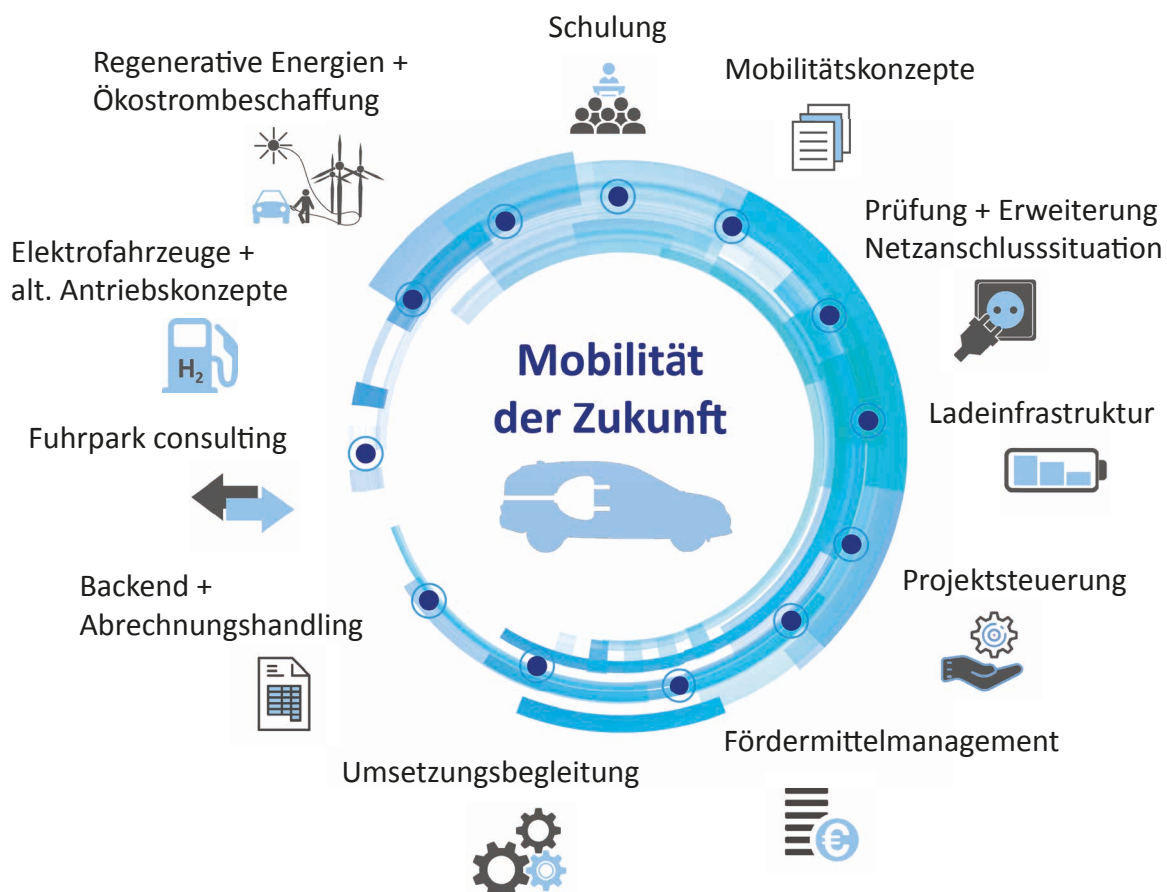 Schulung
Mobilitätskonzepte
Regenerative Energien +
Ökostrombeschaffung
Prüfung + Erweiterung
Netzanschlusssituation
Elektrofahrzeuge +
alt. Antriebskonzepte
H₂
Mobilität
der Zukunft
Ladeinfrastruktur
Fuhrpark consulting
Projektsteuerung
Backend +
Abrechnungshandling
Fördermittelmanagement
Umsetzungsbegleitung
€